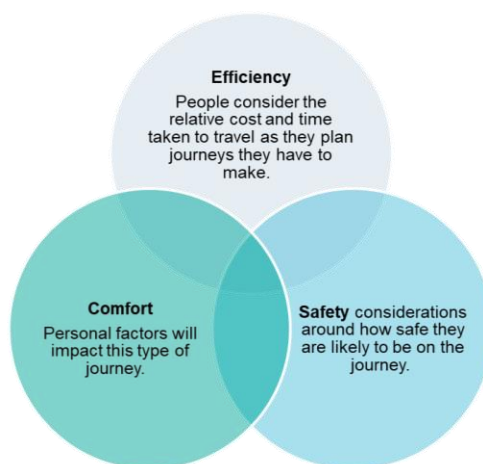 Efficiency
People consider the
relative cost and time
taken to travel as they plan
journeys they have to
make.
Comfort
Personal factors will
impact this type of
journey.
Safety considerations
around how safe they
are likely to be on the
journey.